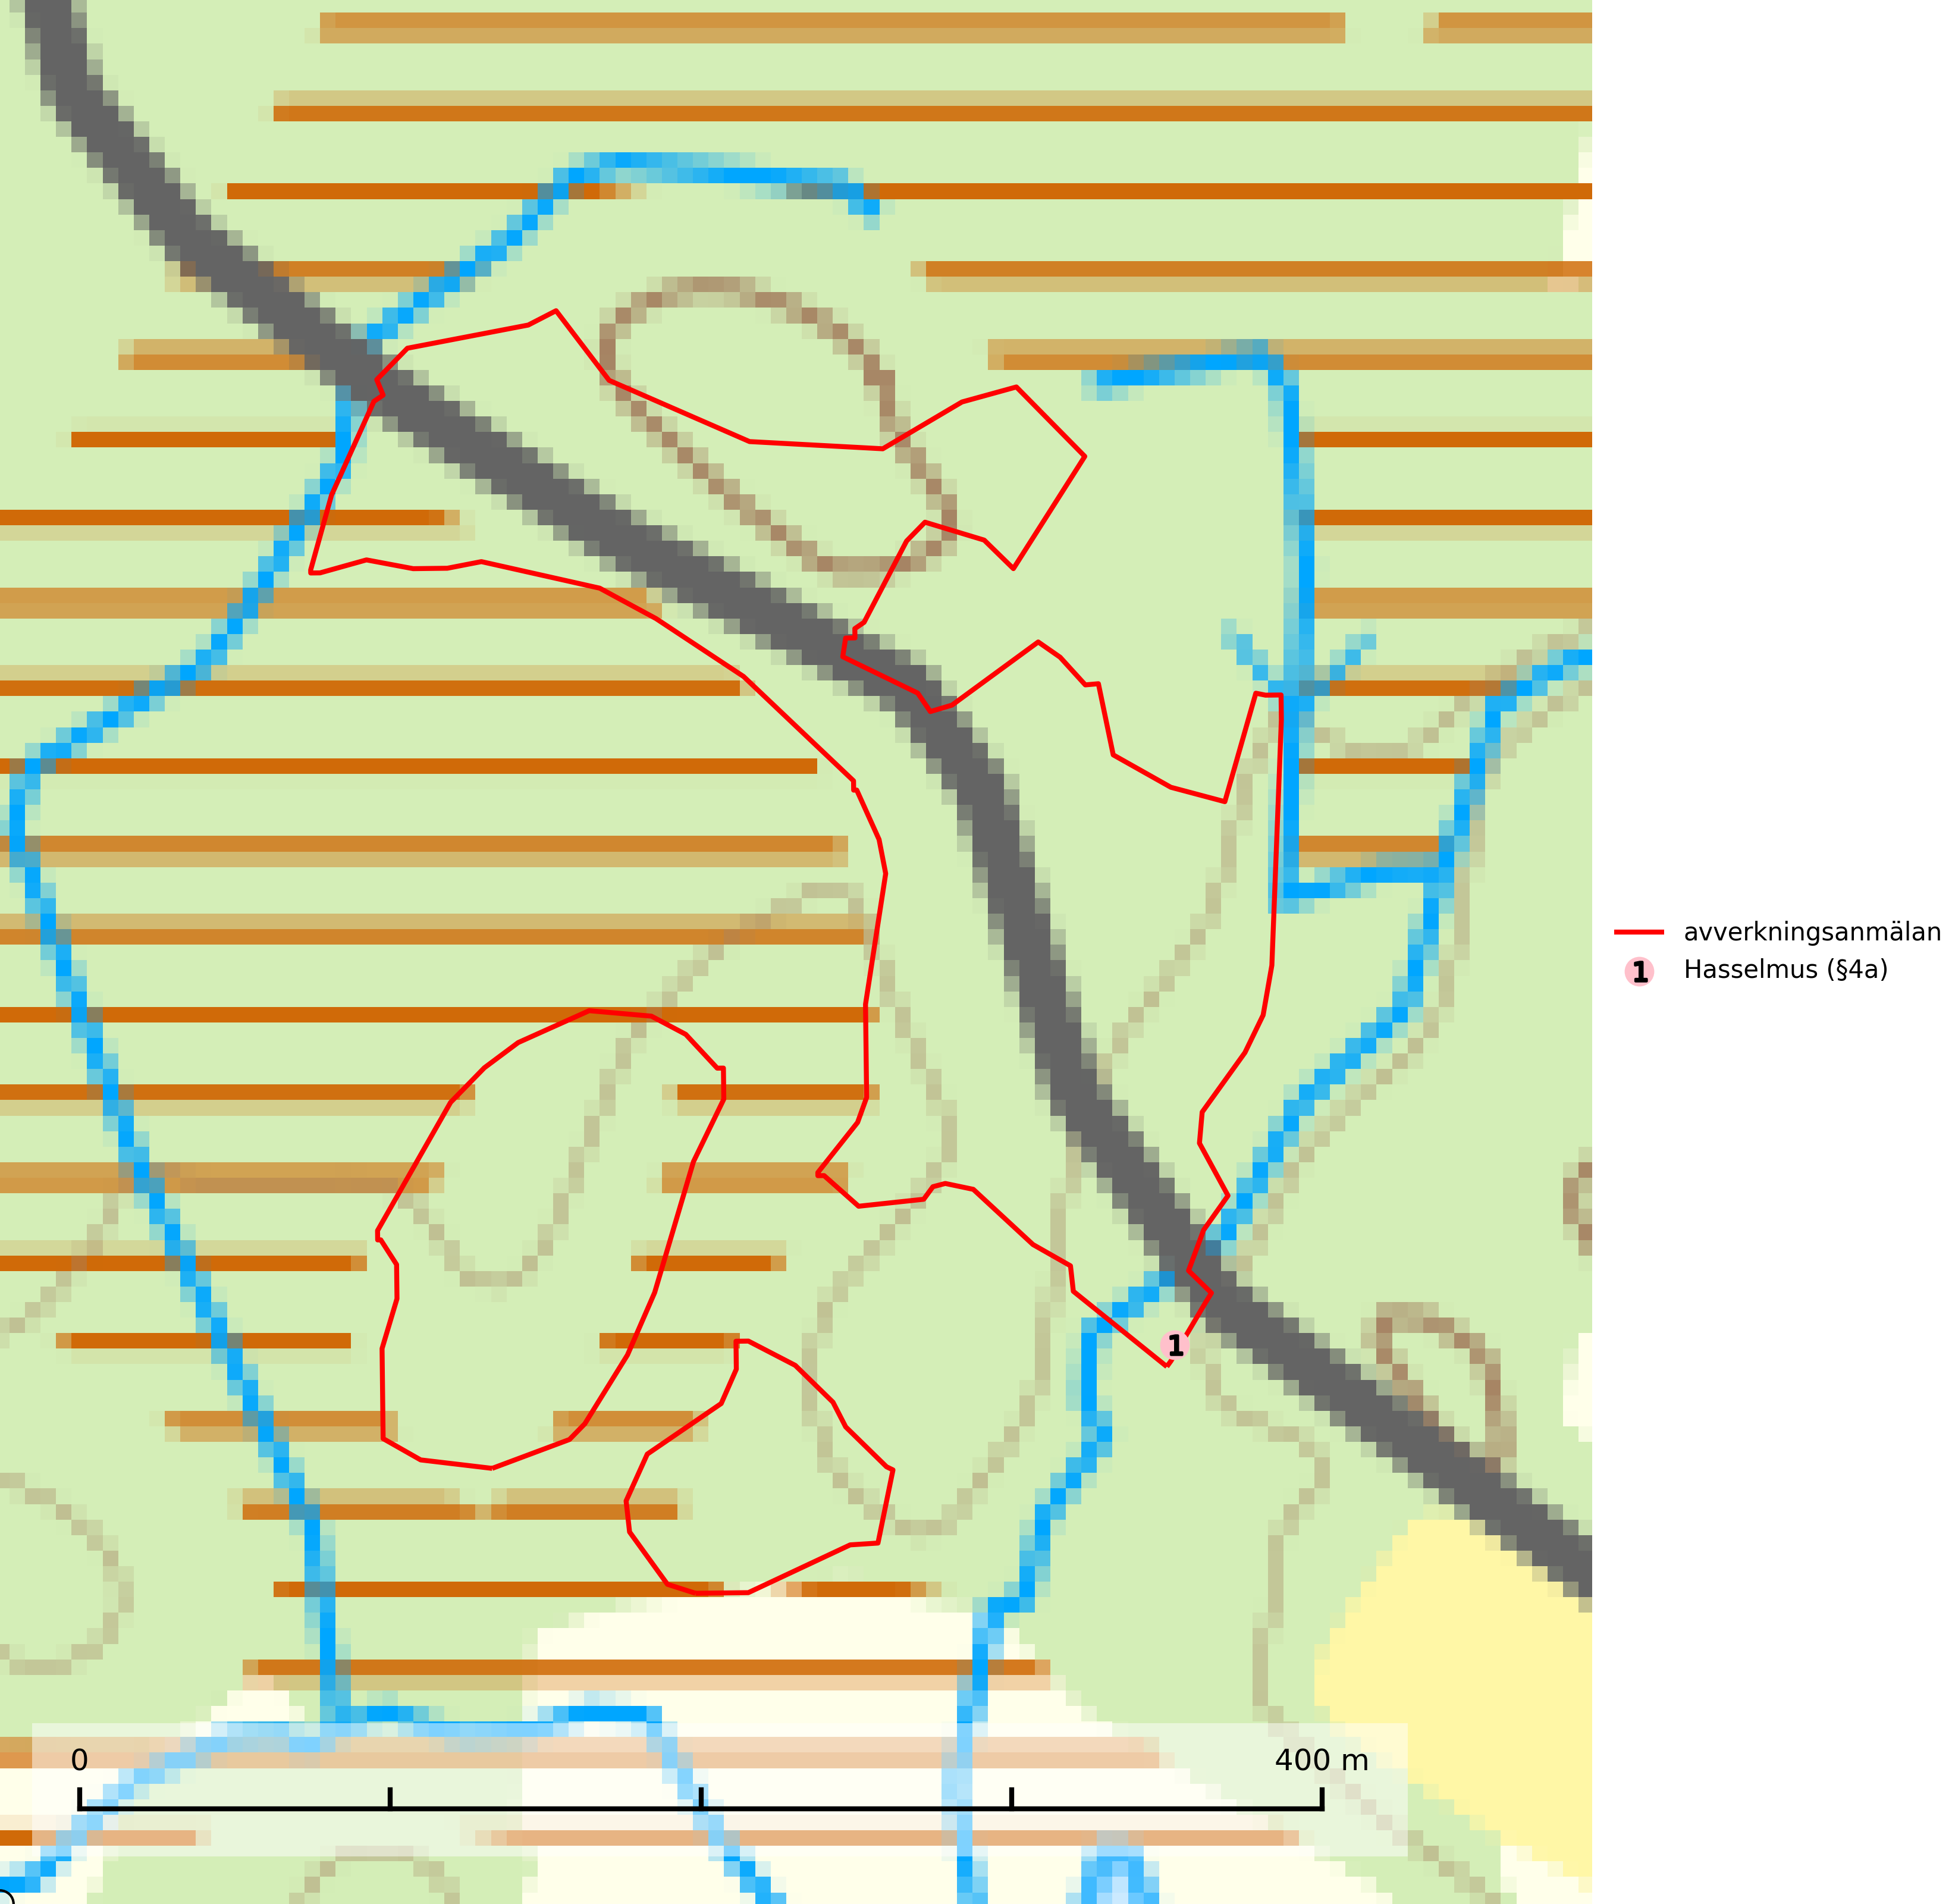 avverkningsanmälan
1 Hasselmus (§4a)
1
0 400 m